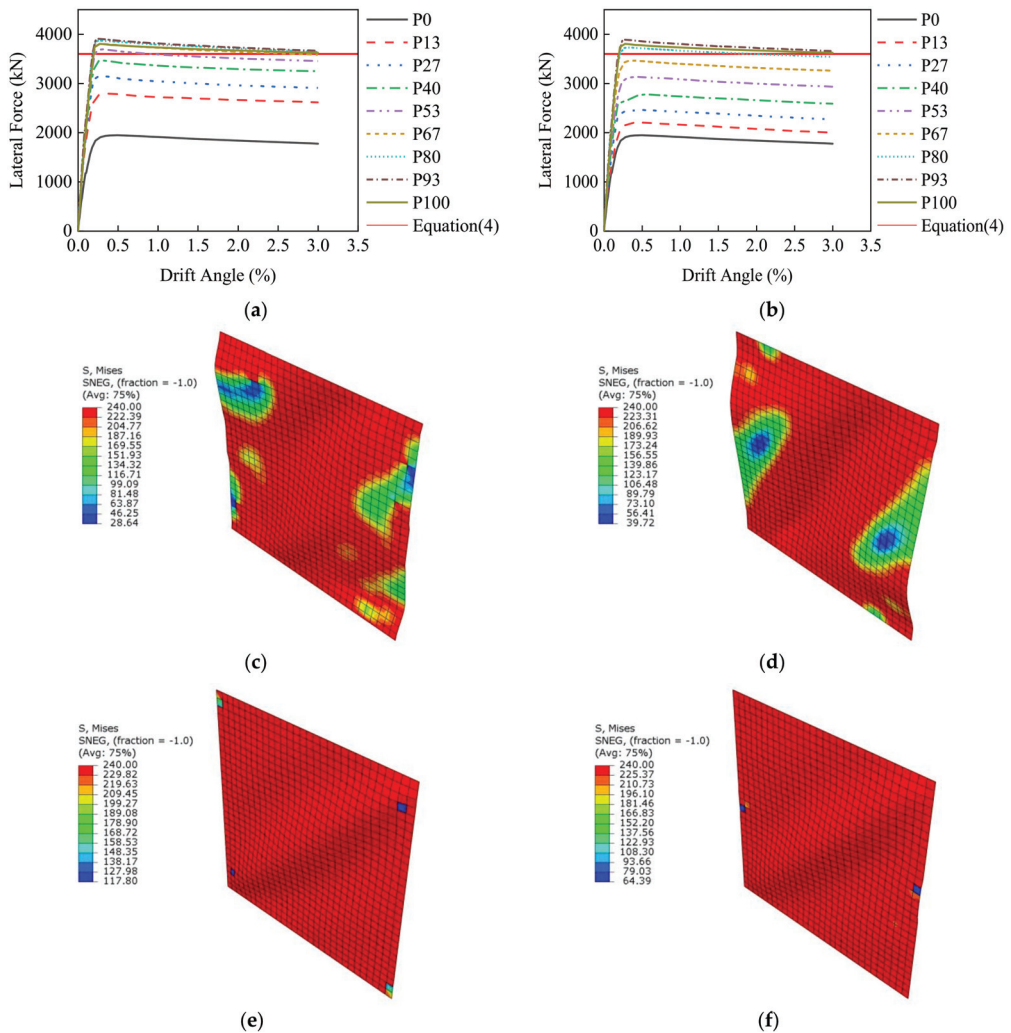 4000
3000
2000
1000
0
Lateral Force (kN)
0.0 0.5 1.0 1.5 2.0 2.5 3.0 3.5
Drift Angle (%)
P0
P13
P27
P40
P53
P67
P80
P93
P100
Equation(4)
(a)
4000
3000
2000
1000
0
Lateral Force (kN)
0.0 0.5 1.0 1.5 2.0 2.5 3.0 3.5
Drift Angle (%)
P0
P13
P27
P40
P53
P67
P80
P93
P100
Equation(4)
(b)
S, Mises
SNEG, (fraction = -1.0)
(Avg: 75%)
240.00
222.39
204.77
187.16
169.55
151.93
134.32
116.71
99.09
81.48
63.87
46.25
28.64
(c)
S, Mises
SNEG, (fraction = -1.0)
(Avg: 75%)
240.00
223.31
206.62
189.93
173.24
156.55
139.86
123.17
106.48
89.79
73.10
56.41
39.72
(d)
S, Mises
SNEG, (fraction = -1.0)
(Avg: 75%)
240.00
229.82
219.63
209.45
199.27
189.08
178.90
168.72
158.53
148.35
138.17
127.98
117.80
(e)
S, Mises
SNEG, (fraction = -1.0)
(Avg: 75%)
240.00
225.37
210.73
196.10
181.46
166.83
152.20
137.56
122.93
108.30
93.66
79.03
64.39
(f)